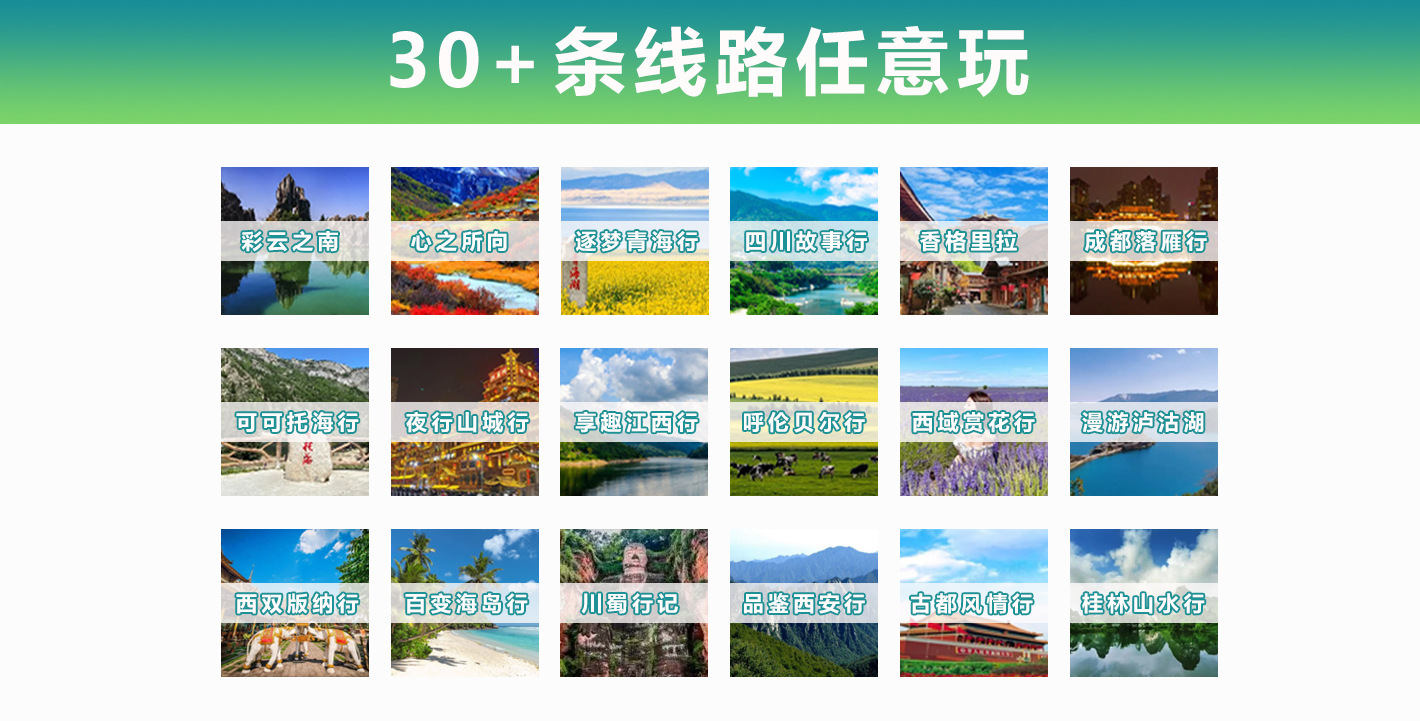 30+条线路任意玩
彩云之南
心之所向
逐梦青海行
四川故事行
香格里拉
成都落雁行
可可托海行
夜行山城行
享趣江西行
呼伦贝尔行
西域赏花行
漫游泸沽湖
西双版纳行
百变海岛行
川蜀行记
品鉴西安行
古都风情行
桂林山水行